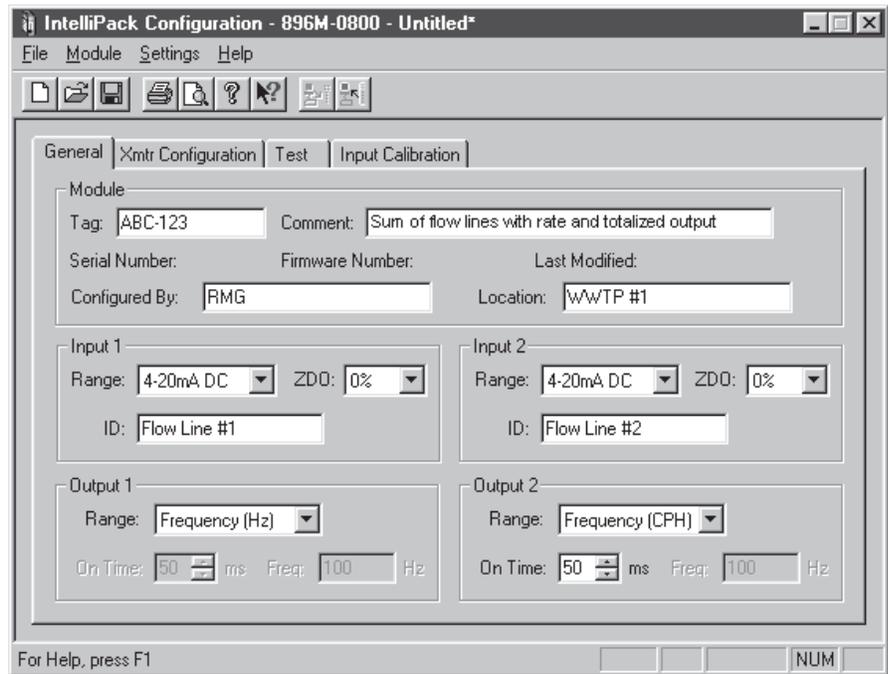 IntelliPack Configuration - 896M-0800 - Untitled*
File Module Settings Help
General Xmtr Configuration Test Input Calibration
Module
Tag: ABC-123 Comment: Sum of flow lines with rate and totalized output
Serial Number: Firmware Number: Last Modified:
Configured By: RMG Location: WWTP #1
Input 1 Input 2
Range: 4-20mA DC ZDO: 0% Range: 4-20mA DC ZDO: 0%
ID: Flow Line #1 ID: Flow Line #2
Output 1 Output 2
Range: Frequency (Hz) Range: Frequency (CPH)
On Time: 50 ms Freq: 100 Hz On Time: 50 ms Freq: 100 Hz
For Help, press F1 NUM